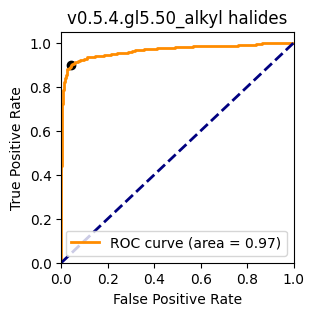 v0.5.4.gl5.50_alkyl halides
1.0
0.8
0.6
0.4
0.2
0.0
True Positive Rate
ROC curve (area = 0.97)
0.0 0.2 0.4 0.6 0.8 1.0
False Positive Rate